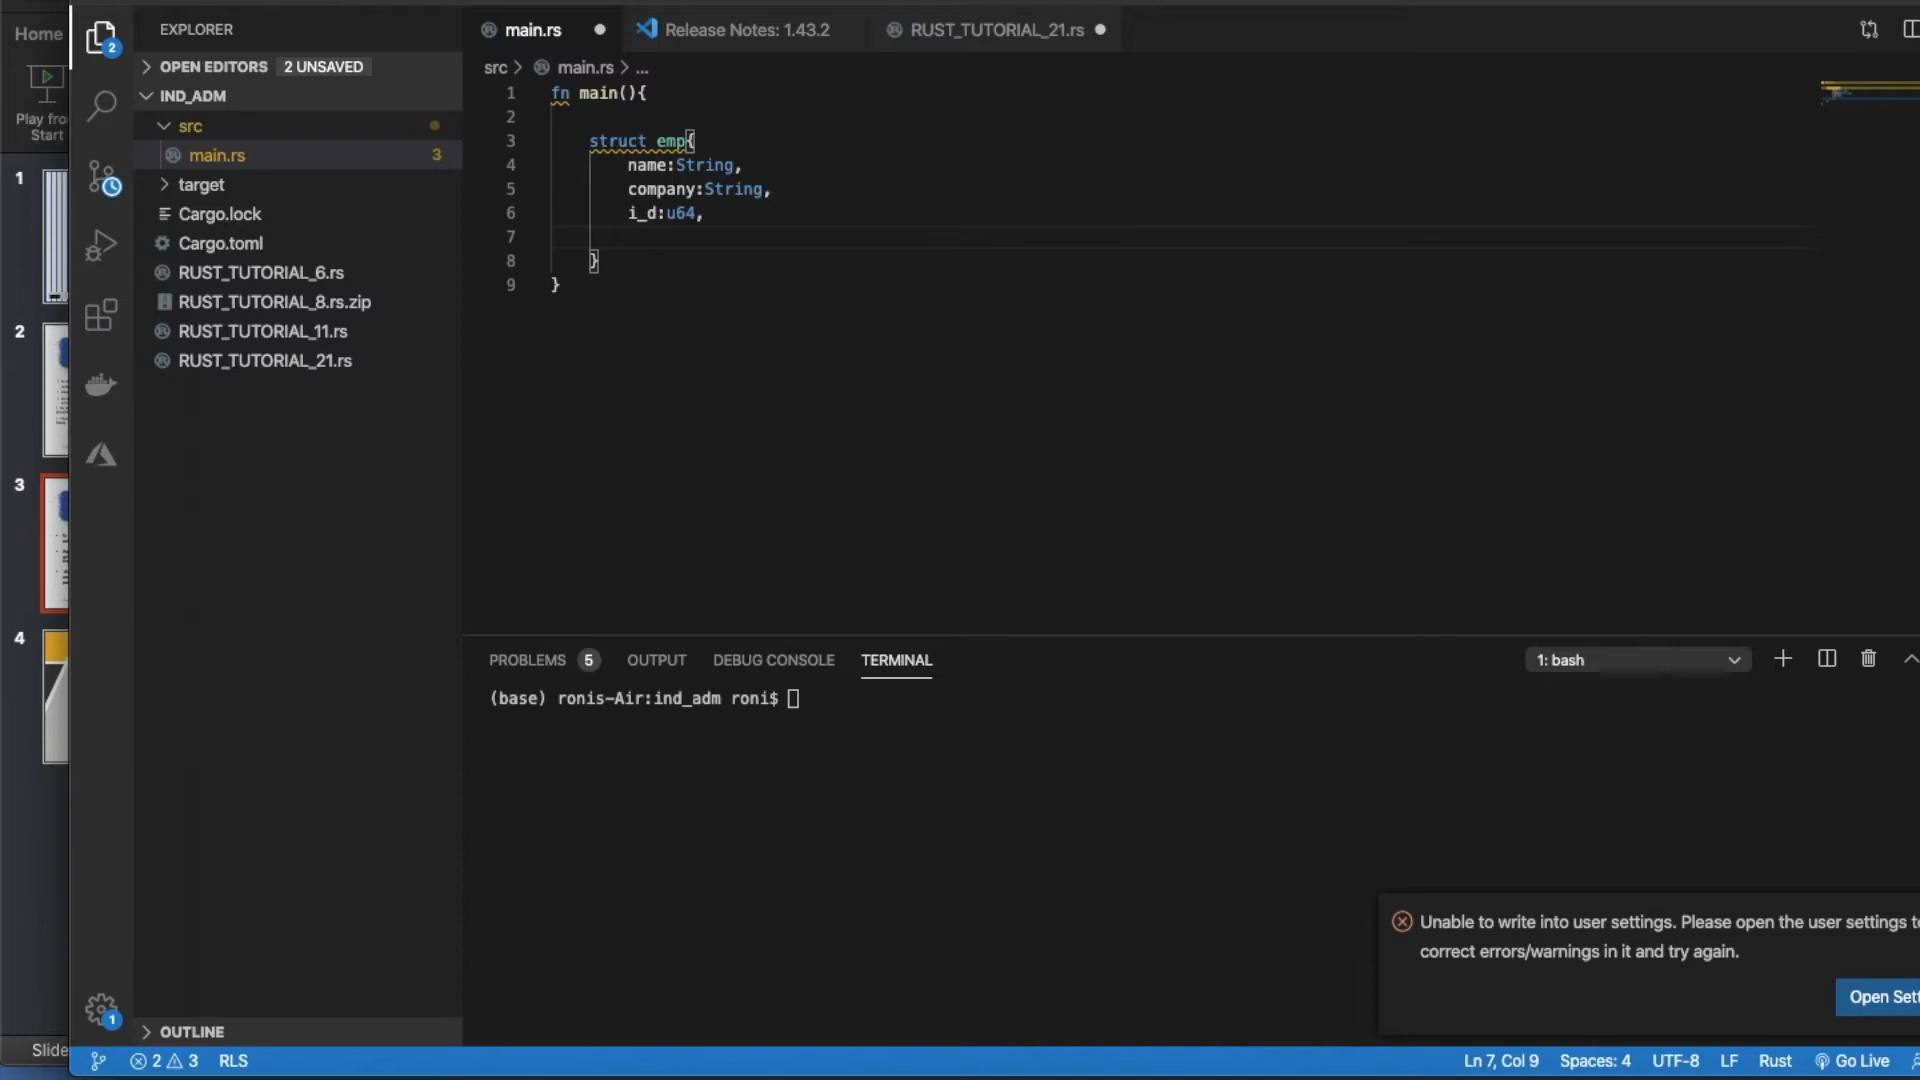 Home
Play fro
Start
1
2
3
4
Slide
2
EXPLORER
OPEN EDITORS 2 UNSAVED
IND_ADM
src
main.rs 3
target
Cargo.lock
Cargo.toml
RUST_TUTORIAL_6.rs
RUST_TUTORIAL_8.rs.zip
RUST_TUTORIAL_11.rs
RUST_TUTORIAL_21.rs
1
OUTLINE
main.rs Release Notes: 1.43.2 RUST_TUTORIAL_21.rs
src > main.rs > ...
1 fn main(){
2
3 struct emp{
4 name:String,
5 company:String,
6 i_d:u64,
7
8 }
9 }
PROBLEMS 5 OUTPUT DEBUG CONSOLE TERMINAL 1: bash
(base) ronis-Air:ind_adm roni$
Unable to write into user settings. Please open the user settings to
correct errors/warnings in it and try again.
Open Sett
2 3 RLS Ln 7, Col 9 Spaces: 4 UTF-8 LF Rust Go Live